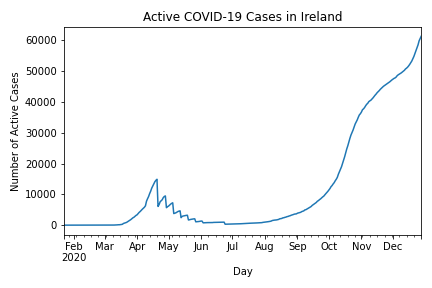 Active COVID-19 Cases in Ireland
Number of Active Cases
60000
50000
40000
30000
20000
10000
0
Feb Mar Apr May Jun Jul Aug Sep Oct Nov Dec
2020
Day